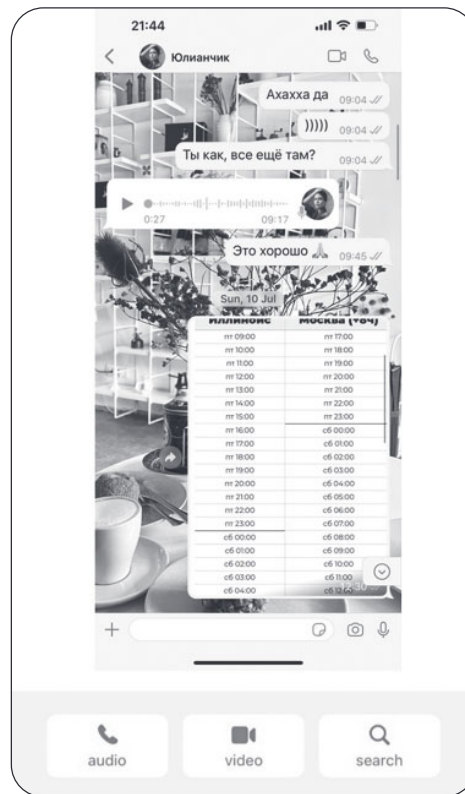 21:44
Юлианчик
Ахахха да 09:04
))))) 09:04
Ты как, все ещё там? 09:04
0:27 09:17
Это хорошо 🙏 09:45
Sun, 10 Jul
Иллинойс Москва (+8ч)
пт 09:00 пт 17:00
пт 10:00 пт 18:00
пт 11:00 пт 19:00
пт 12:00 пт 20:00
пт 13:00 пт 21:00
пт 14:00 пт 22:00
пт 15:00 пт 23:00
пт 16:00 сб 00:00
пт 17:00 сб 01:00
пт 18:00 сб 02:00
пт 19:00 сб 03:00
пт 20:00 сб 04:00
пт 21:00 сб 05:00
пт 22:00 сб 06:00
пт 23:00 сб 07:00
сб 00:00 сб 08:00
сб 01:00 сб 09:00
сб 02:00 сб 10:00
сб 03:00 сб 11:00
сб 04:00 сб 12:00
audio video search